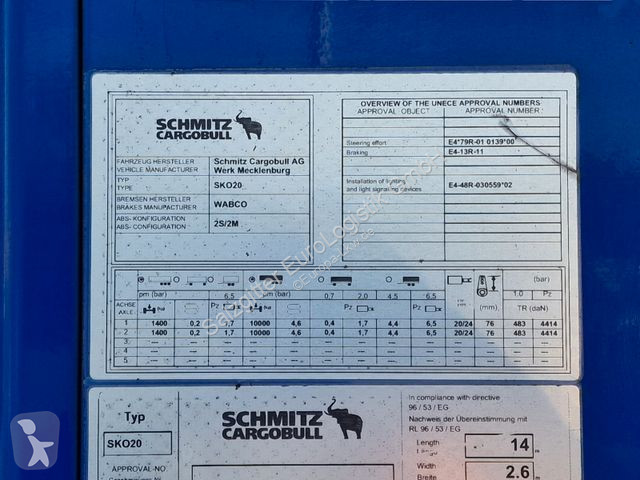 SCHMITZ
CARGOBULL
FAHRZEUG HERSTELLER
VEHICLE MANUFACTURER
Schmitz Cargobull AG
Werk Mecklenburg
TYP
TYPE
SKO20
BREMSEN HERSTELLER
BRAKES MANUFACTURER
WABCO
ABS- KONFIGURATION
ABS- CONFIGURATION
2S/2M
OVERVIEW OF THE UNECE APPROVAL NUMBERS
APPROVAL OBJECT APPROVAL NUMBER
Steering effort E4*79R-01 0139*00
Braking E4-13R-11
Installation of lighting
and light signaling devices E4-48R-030559*02
pm (bar) 6.5 pm (bar) 0.7 2.0 4.5 6.5 (mm) 1.0 Pz (bar)
ACHSE
AXLE
Pz Pz Pz TR (daN)
1 1400 0.2 1,7 10000 4,6 0,4 1,7 4,4 6,5 20/24 76 483 4414
2 1400 0.2 1,7 10000 4,6 0,4 1,7 4,4 6,5 20/24 76 483 4414
3
4
5
Typ
SKO20
APPROVAL-NO
SCHMITZ
CARGOBULL
In compliance with directive
96 / 53 / EG
Nachweis der Übereinstimmung mit
RL 96 / 53 / EG
Length 14 m
Width
Breite 2.6